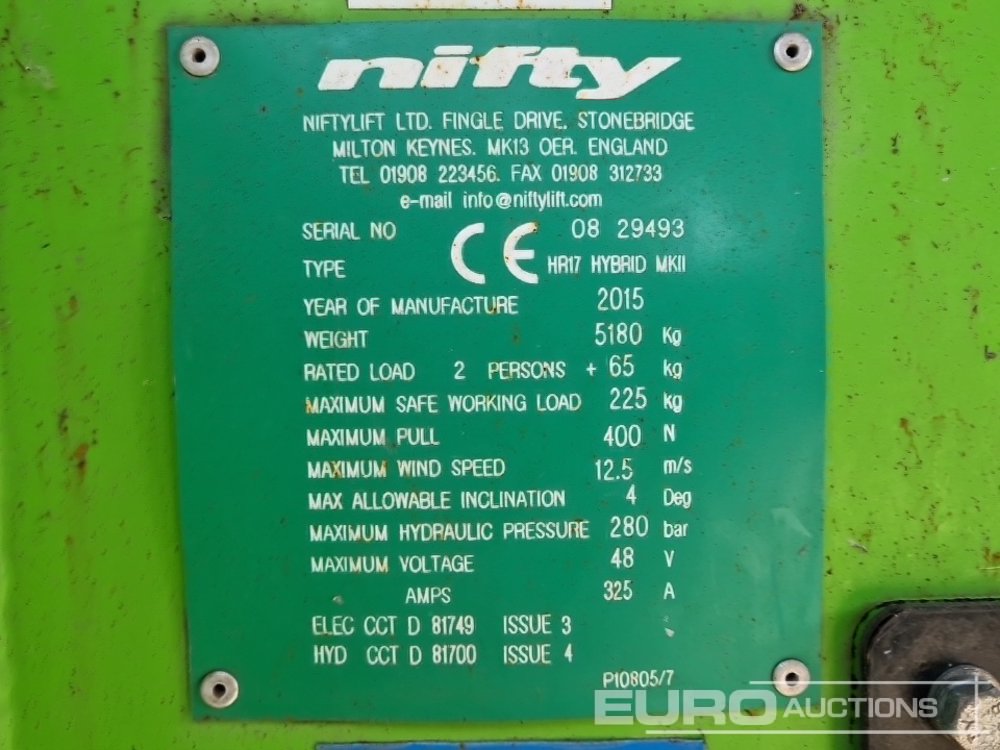 nifty
NIFTYLIFT LTD. FINGLE DRIVE. STONEBRIDGE
MILTON KEYNES. MK13 OER. ENGLAND
TEL 01908 223456. FAX 01908 312733
e-mail info@niftylift.com
SERIAL NO 08 29493
TYPE CE HR17 HYBRID MKII
YEAR OF MANUFACTURE 2015
WEIGHT 5180 Kg
RATED LOAD 2 PERSONS + 65 kg
MAXIMUM SAFE WORKING LOAD 225 kg
MAXIMUM PULL 400 N
MAXIMUM WIND SPEED 12.5 m/s
MAX ALLOWABLE INCLINATION 4 Deg
MAXIMUM HYDRAULIC PRESSURE 280 bar
MAXIMUM VOLTAGE 48 V
AMPS 325 A
ELEC CCT D 81749 ISSUE 3
HYD CCT D 81700 ISSUE 4
P10805/7
EURO AUCTIONS